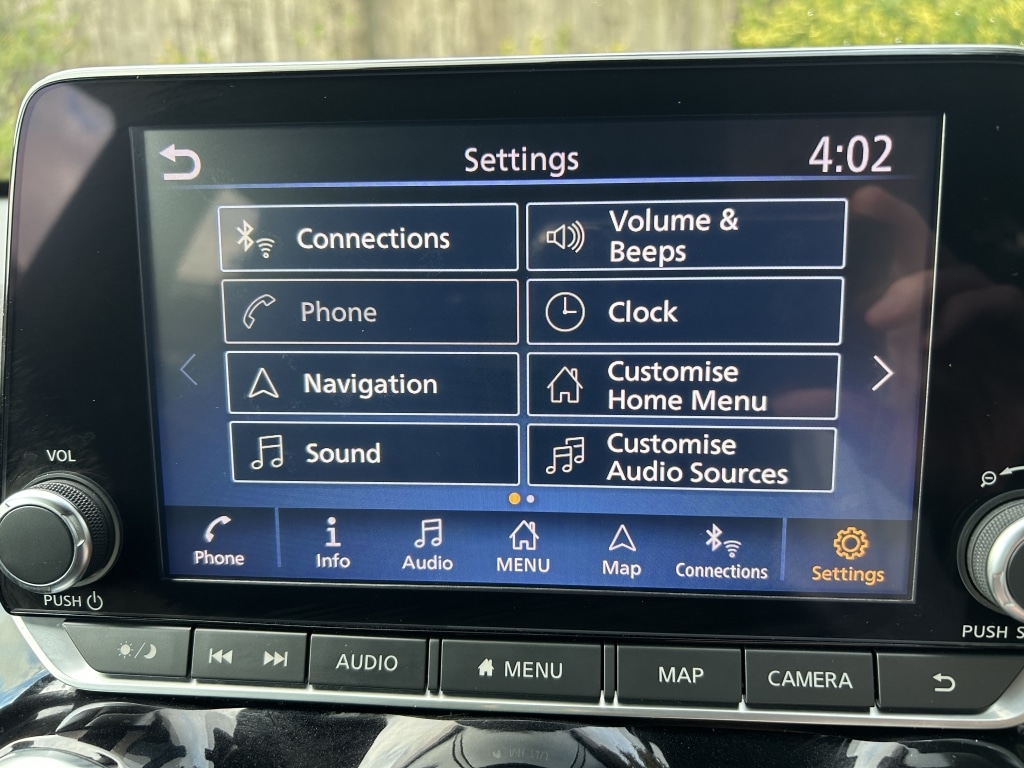 Settings
4:02
Connections
Volume &
Beeps
Phone
Clock
Navigation
Customise
Home Menu
Sound
Customise
Audio Sources
VOL
Phone
Info
Audio
MENU
Map
Connections
Settings
PUSH
PUSH S
AUDIO
MENU
MAP
CAMERA